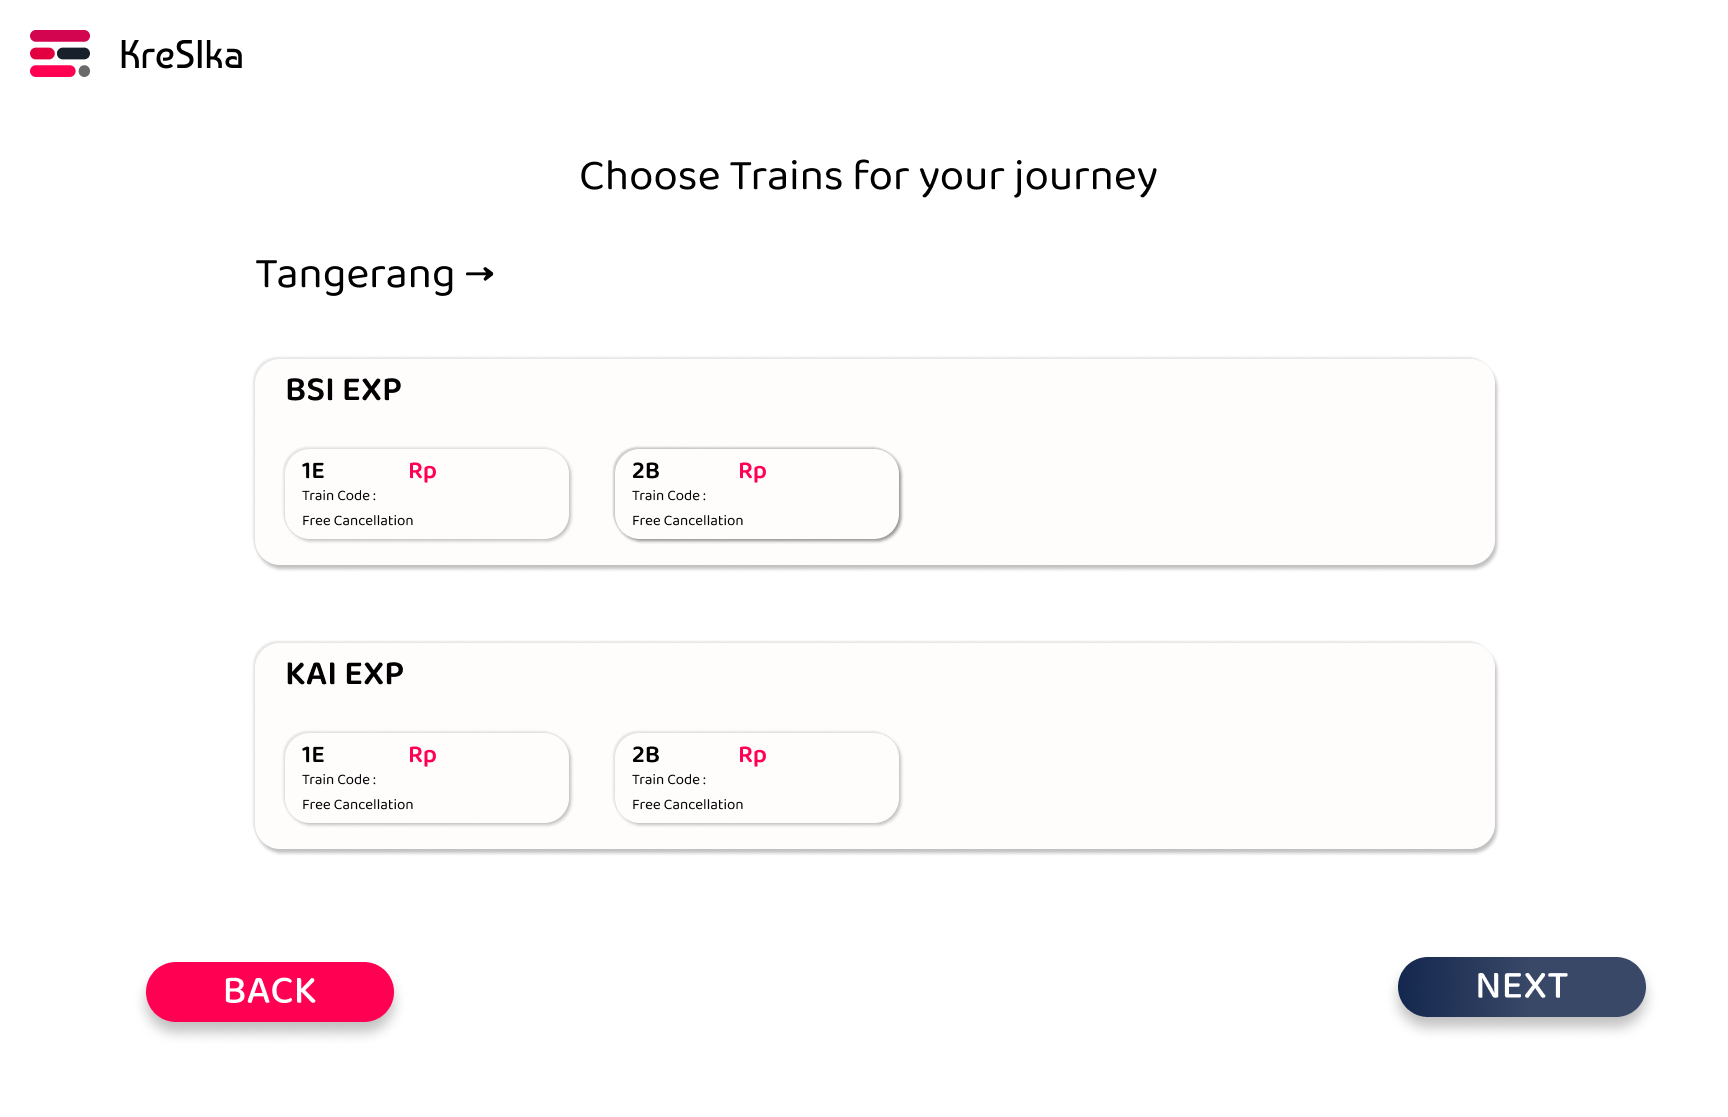 KreSIka
Choose Trains for your journey
Tangerang →
BSI EXP
1E Rp
Train Code :
Free Cancellation
2B Rp
Train Code :
Free Cancellation
KAI EXP
1E Rp
Train Code :
Free Cancellation
2B Rp
Train Code :
Free Cancellation
BACK
NEXT